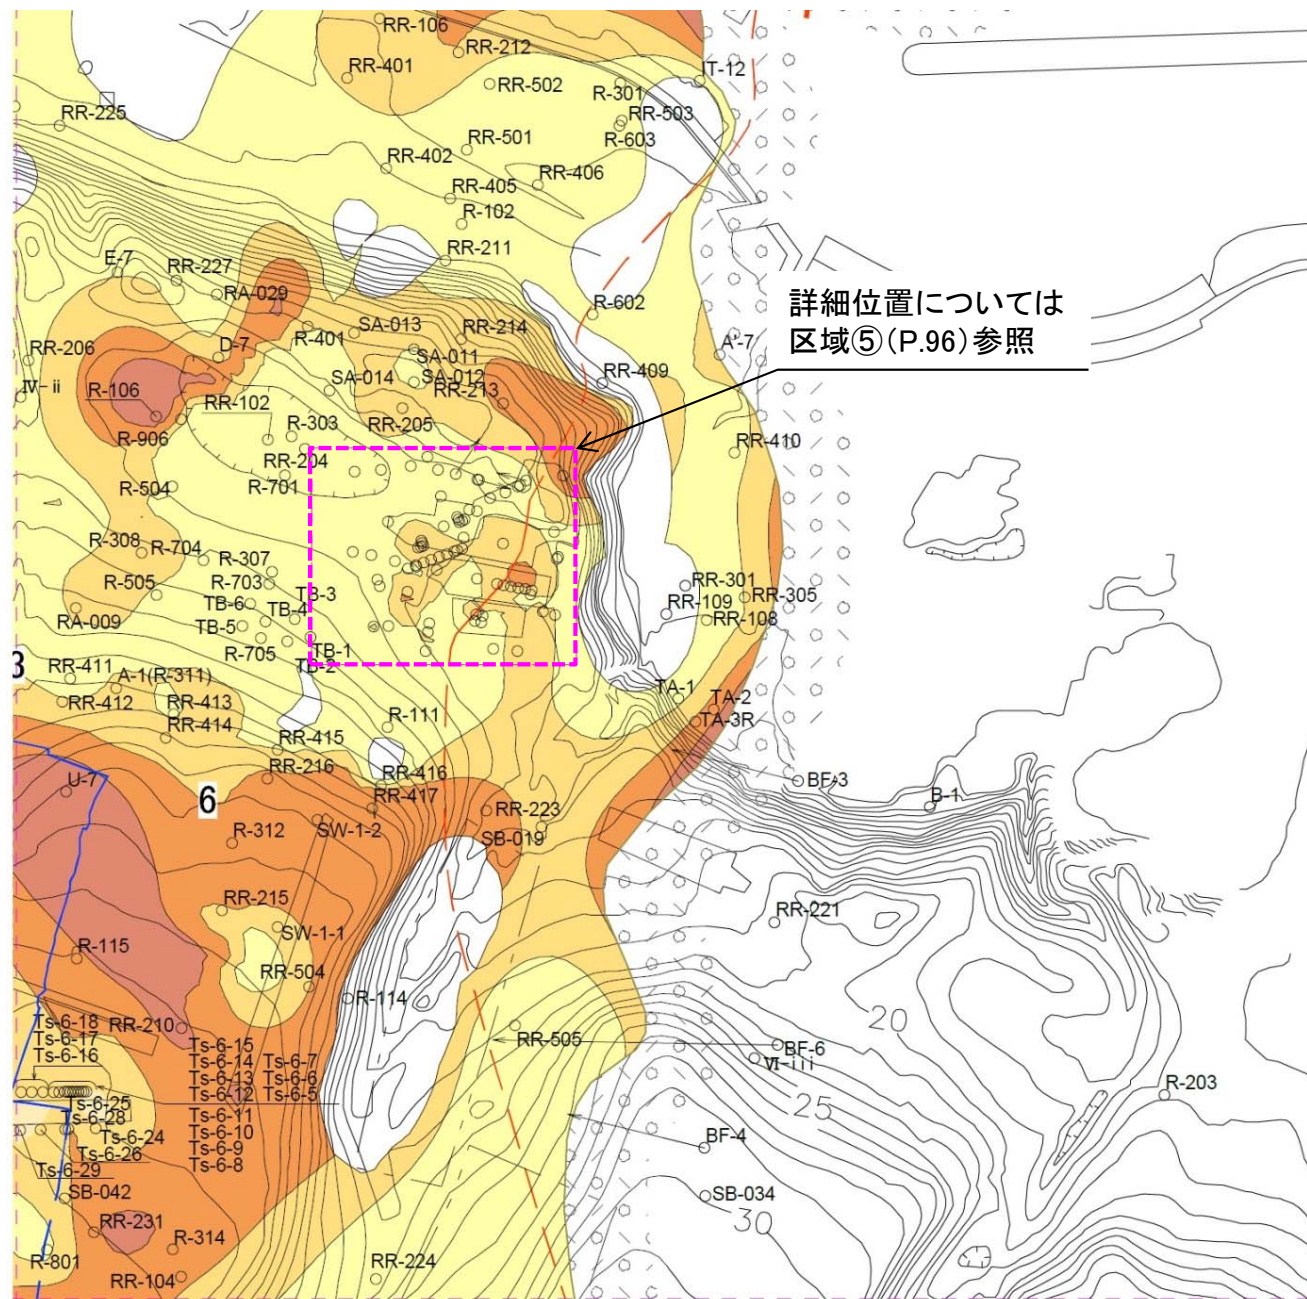 RR-106
RR-212
RR-401
RR-502
R-301
IT-12
RR-503
R-603
RR-225
RR-501
RR-402
RR-406
RR-405
R-102
RR-211
E-7
RR-227
RA-029
R-602
詳細位置については
区域⑤(P.96)参照
A'-7
R-401
SA-013
RR-214
RR-206
D-7
SA-011
SA-012
RR-409
Ⅳ-ii
R-106
SA-014
RR-213
RR-102
RR-205
R-906
R-303
RR-410
RR-204
R-504
R-701
R-308
R-704
R-307
R-505
R-703
TB-3
RR-301
TB-6
TB-4
RR-109
RR-305
RA-009
TB-5
RR-108
R-705
TB-1
TB-2
3
RR-411
A-1(R-311)
TA-1
RR-412
RR-413
TA-2
RR-414
R-111
TA-3R
RR-415
RR-216
RR-416
U-7
BF-3
6
RR-417
RR-223
B-1
R-312
SW-1-2
SB-019
RR-215
RR-221
SW-1-1
R-115
RR-504
R-114
20
Ts-6-18
RR-210
Ts-6-17
Ts-6-16
RR-505
BF-6
Ⅵ-iii
Ts-6-15
Ts-6-14
Ts-6-7
Ts-6-13
Ts-6-6
Ts-6-12
Ts-6-5
R-203
25
Ts-6-25
Ts-6-28
Ts-6-11
Ts-6-24
Ts-6-10
Ts-6-26
Ts-6-9
Ts-6-29
Ts-6-8
BF-4
SB-042
SB-034
30
RR-231
R-801
R-314
RR-104
RR-224